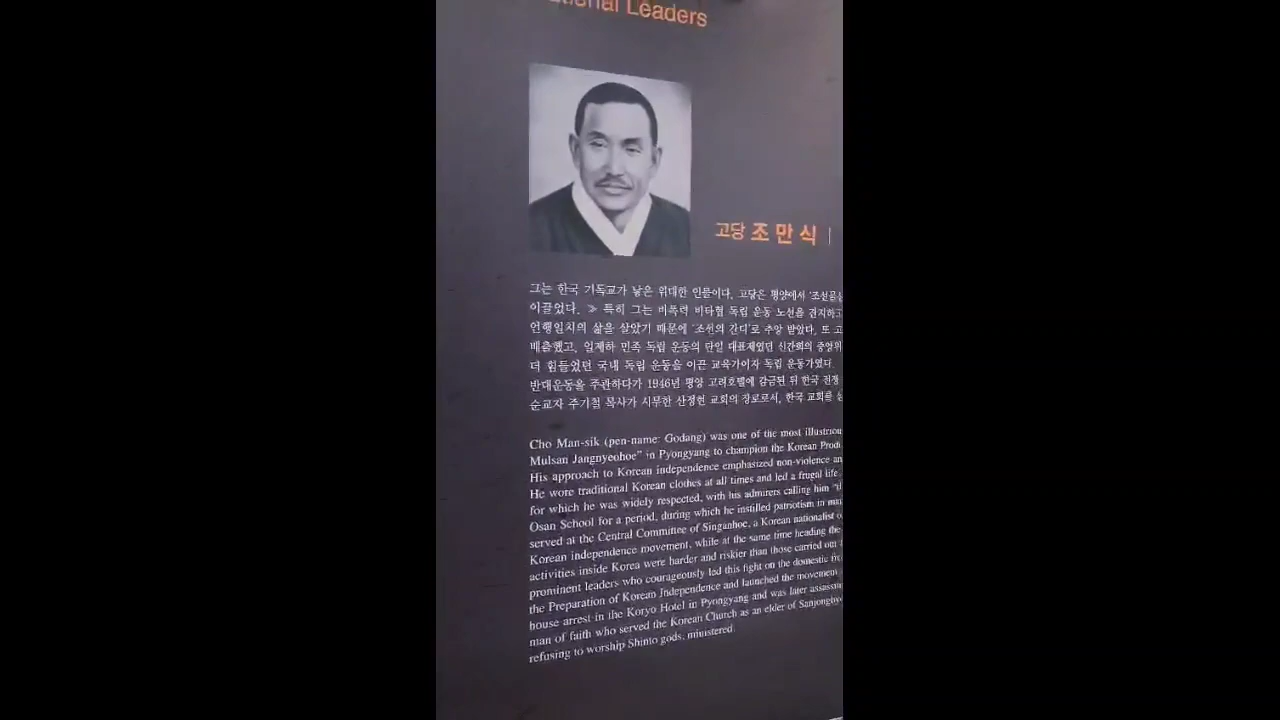 Leaders
고당 조만식 |
그는 한국 기독교가 낳은 위대한 인물이다. 고당은 평양에서 '조선물산
이끌었다. ≫ 특히 그는 비폭력 비타협 독립 운동 노선을 견지하고
언행일치의 삶을 살았기 때문에 '조선의 간디'로 추앙 받았다. 또 고
배출했고, 일제하 민족 독립 운동의 단일 대표체였던 신간회의 중앙위
더 힘들었던 국내 독립 운동을 이끈 교육가이자 독립 운동가였다.
반대운동을 주관하다가 1946년 평양 고려호텔에 감금된 뒤 한국 전쟁
순교자 주기철 목사가 시무한 산정현 교회의 장로로서, 한국 교회를
Cho Man-sik (pen-name: Godang) was one of the most illustriou
Mulsan Jangnyeohoe" in Pyongyang to champion the Korean Prod
His approach to Korean independence emphasized non-violence an
He wore traditional Korean clothes at all times and led a frugal life,
for which he was widely respected, with his admirers calling him
Osan School for a period, during which he instilled patriotism in
served at the Central Committee of Singanhoe, a Korean nationalist
Korean independence movement, while at the same time heading the
activities inside Korea were harder and riskier than those carried out
prominent leaders who courageously led this fight on the domestic
the Preparation of Korean Independence and launched the movement
house arrest in the Koryo Hotel in Pyongyang and was later assass
man of faith who served the Korean Church as an elder of Sanjonghy
refusing to worship Shinto gods, ministered.